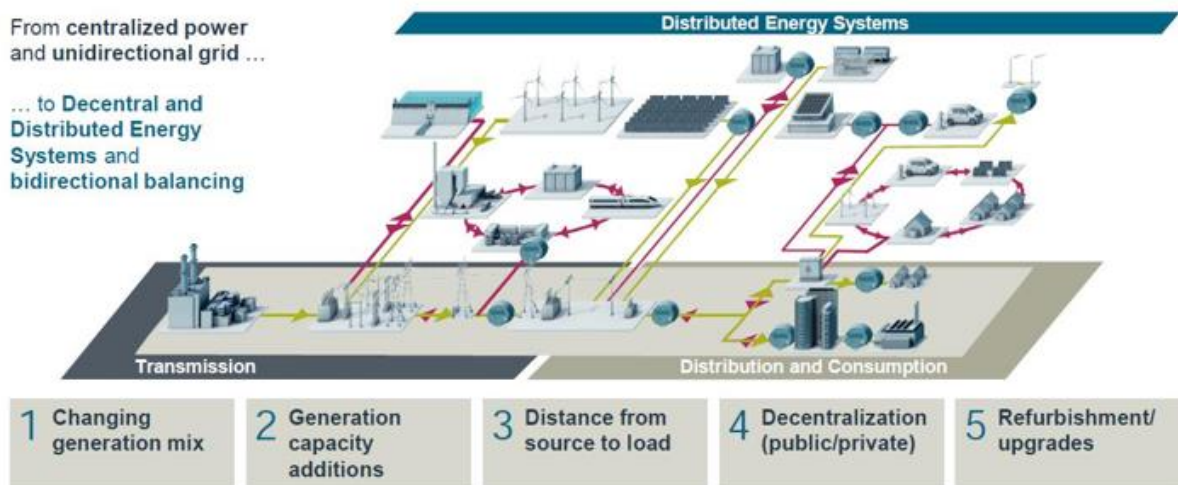 From centralized power
and unidirectional grid ...
... to Decentral and
Distributed Energy
Systems and
bidirectional balancing
Distributed Energy Systems
Transmission
Distribution and Consumption
1 Changing
generation mix
2 Generation
capacity
additions
3 Distance from
source to load
4 Decentralization
(public/private)
5 Refurbishment/
upgrades